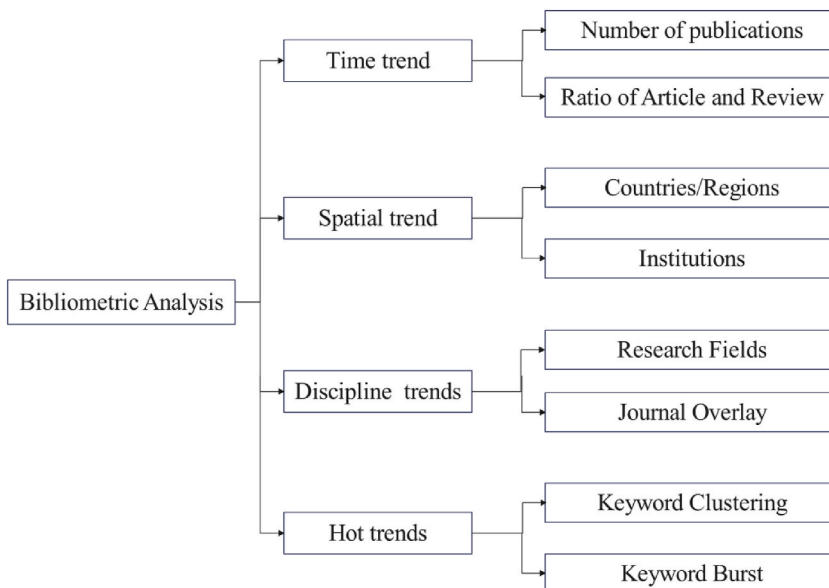 Bibliometric Analysis
Time trend
Number of publications
Ratio of Article and Review
Spatial trend
Countries/Regions
Institutions
Discipline trends
Research Fields
Journal Overlay
Hot trends
Keyword Clustering
Keyword Burst